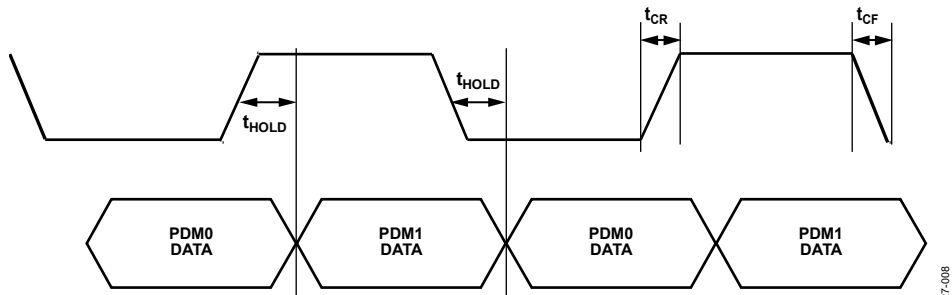 tCR
tCF
tHOLD
tHOLD
PDM0
DATA
PDM1
DATA
PDM0
DATA
PDM1
DATA
7-008